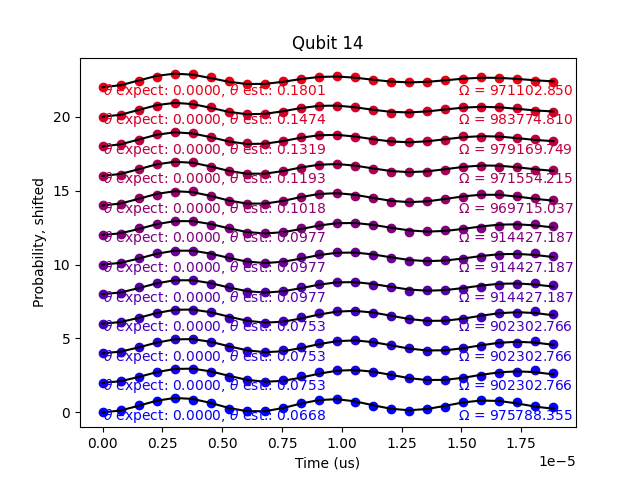 Qubit 14
θ expect: 0.0000, θ est.: 0.1801 Ω = 971102.850
θ expect: 0.0000, θ est.: 0.1474 Ω = 983774.810
θ expect: 0.0000, θ est.: 0.1319 Ω = 979169.749
θ expect: 0.0000, θ est.: 0.1193 Ω = 971554.215
θ expect: 0.0000, θ est.: 0.1018 Ω = 969715.037
θ expect: 0.0000, θ est.: 0.0977 Ω = 914427.187
θ expect: 0.0000, θ est.: 0.0977 Ω = 914427.187
θ expect: 0.0000, θ est.: 0.0977 Ω = 914427.187
θ expect: 0.0000, θ est.: 0.0753 Ω = 902302.766
θ expect: 0.0000, θ est.: 0.0753 Ω = 902302.766
θ expect: 0.0000, θ est.: 0.0753 Ω = 902302.766
θ expect: 0.0000, θ est.: 0.0668 Ω = 975788.355
Probability, shifted
20
15
10
5
0
0.00 0.25 0.50 0.75 1.00 1.25 1.50 1.75
1e−5
Time (us)